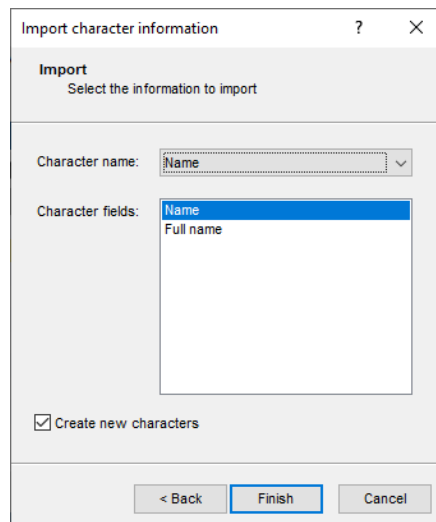 Import character information
?
Import
Select the information to import
Character name:
Name
Character fields:
Name
Full name
Create new characters
< Back
Finish
Cancel